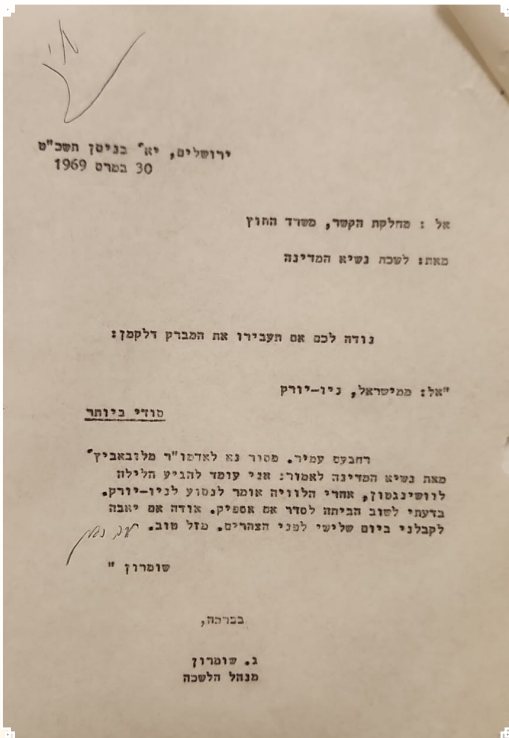 ירושלים, יא' בניסן תשכ"ט
30 במרס 1969
אל : מחלקת הקשר, משרד החוץ
מאת: לשכת נשיא המדינה
נודה לכם אם תעבירו את המברק דלקמן:
"אל: ממישראל, ניו-יורק
סודי ביותר
רחבעם עמיר. מסור נא לאדמו"ר מלובאביץ'
מאת נשיא המדינה לאמור: אני עומד להגיע הלילה
לוושינגטון, אחרי הלוויה אומר לנסוע לניו-יורק.
בדעתי לשוב הביתה לסדר אם אספיק. אודה אם יאבה
לקבלני ביום שלישי לפני הצהרים. מזל טוב.
שומרון "
בברכה,
ג. שומרון
מנהל הלשכה